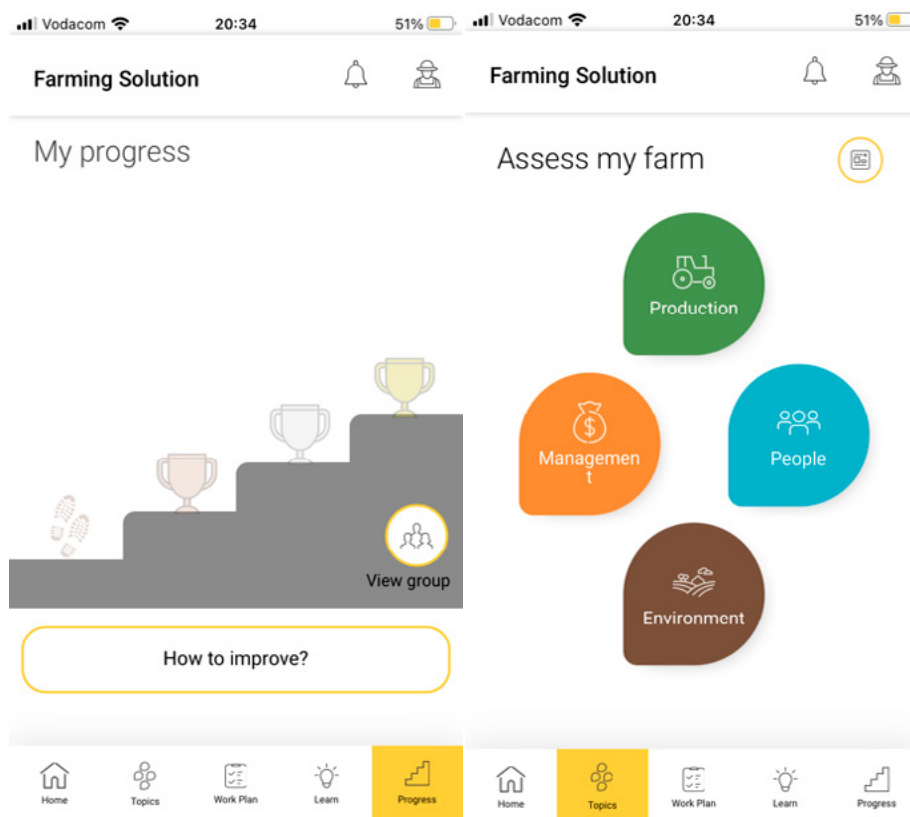 Vodacom 20:34 51%
Farming Solution
My progress
View group
How to improve?
Home Topics Work Plan Learn Progress
Vodacom 20:34 51%
Farming Solution
Assess my farm
Production
$
Managemen
t
People
Environment
Home Topics Work Plan Learn Progress